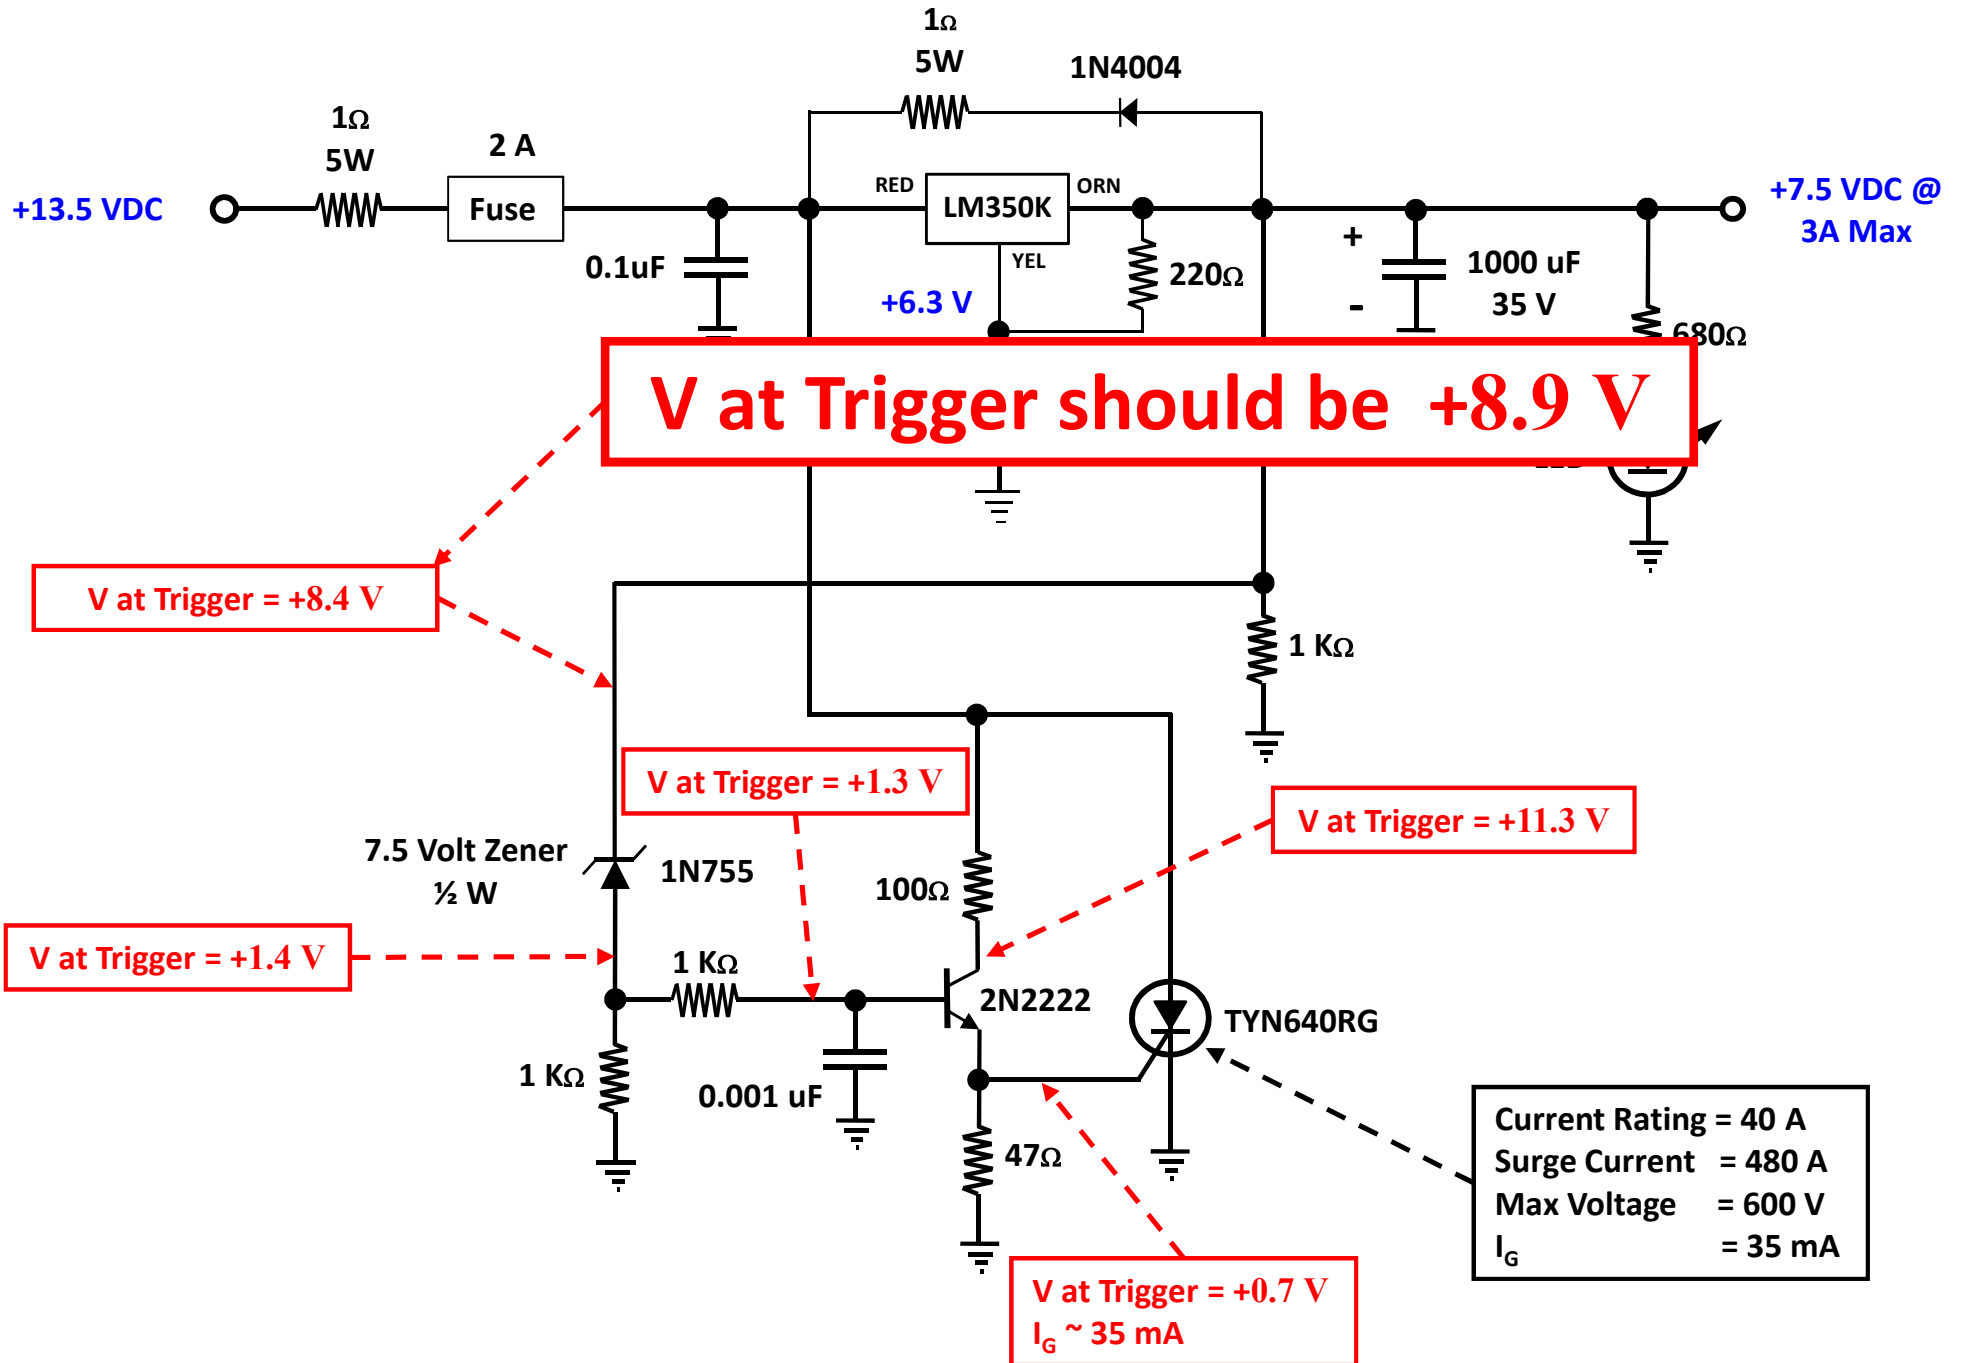 1Ω
5W
1N4004
1Ω
5W
2 A
+13.5 VDC
Fuse
RED
LM350K
ORN
+7.5 VDC @
3A Max
0.1uF
YEL
+6.3 V
220Ω
+
-
1000 uF
35 V
680Ω
V at Trigger should be +8.9 V
V at Trigger = +8.4 V
1 KΩ
V at Trigger = +1.3 V
V at Trigger = +11.3 V
7.5 Volt Zener
½ W
1N755
100Ω
V at Trigger = +1.4 V
1 KΩ
2N2222
TYN640RG
1 KΩ
0.001 uF
47Ω
Current Rating = 40 A
Surge Current = 480 A
Max Voltage = 600 V
IG = 35 mA
V at Trigger = +0.7 V
IG ~ 35 mA